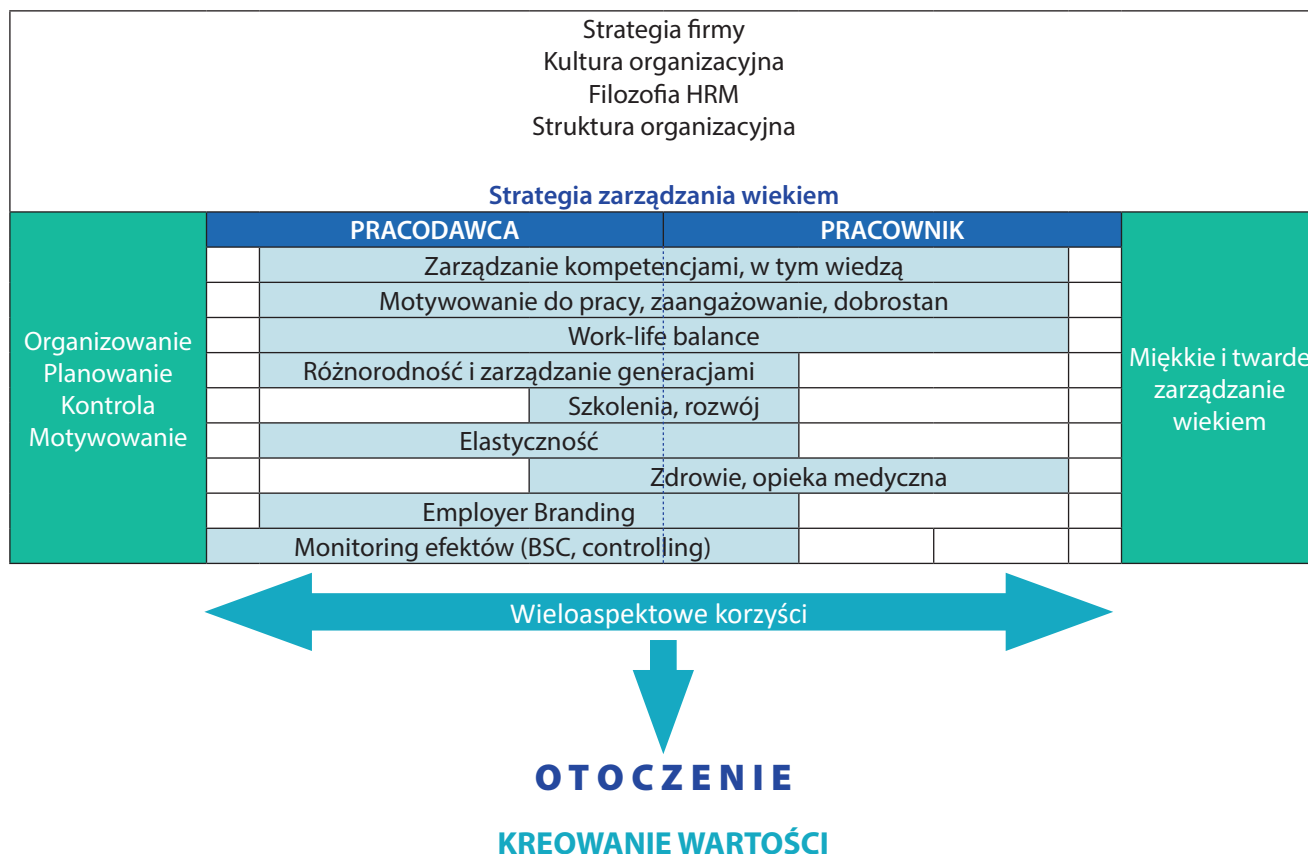 Strategia firmy
Kultura organizacyjna
Filozofia HRM
Struktura organizacyjna
Strategia zarządzania wiekiem
PRACODAWCA PRACOWNIK
Organizowanie
Planowanie
Kontrola
Motywowanie
Zarządzanie kompetencjami, w tym wiedzą
Motywowanie do pracy, zaangażowanie, dobrostan
Work-life balance
Różnorodność i zarządzanie generacjami
Szkolenia, rozwój
Elastyczność
Zdrowie, opieka medyczna
Employer Branding
Monitoring efektów (BSC, controlling)
Miękkie i twarde
zarządzanie
wiekiem
Wieloaspektowe korzyści
OTOCZENIE
KREOWANIE WARTOŚCI